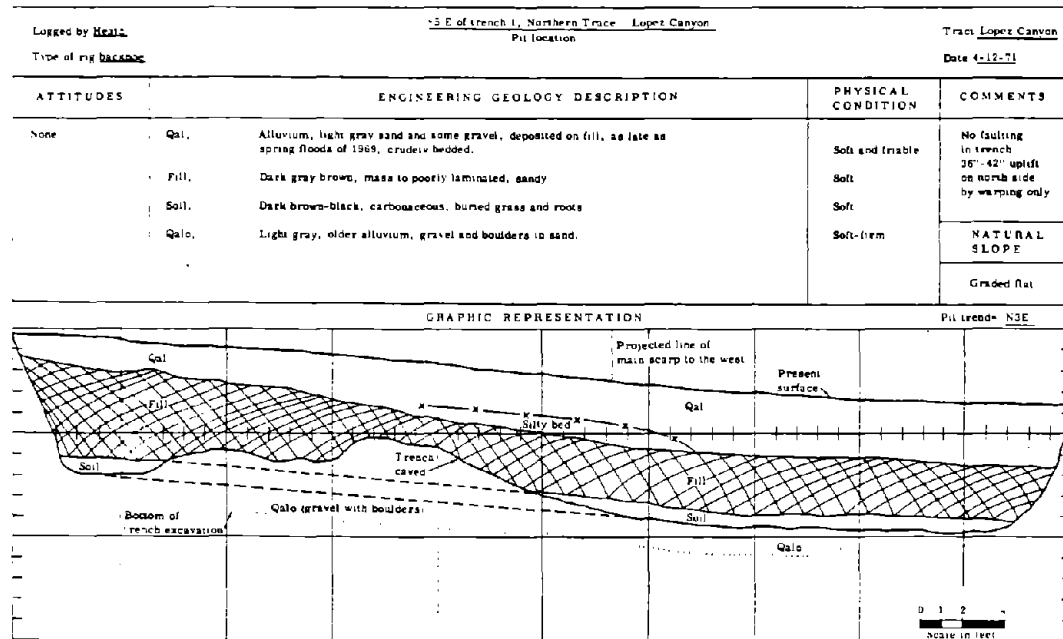 Logged by Heath
Type of rig backhoe
5 E of trench 1, Northern Trace Lopez Canyon
Pit location
Tract Lopez Canyon
Date 4-12-71
ATTITUDES
ENGINEERING GEOLOGY DESCRIPTION
PHYSICAL CONDITION
COMMENTS
None
Qal, Alluvium, light gray sand and some gravel, deposited on fill, as late as
spring floods of 1969, crudely bedded.
Soft and friable
Fill, Dark gray brown, mass to poorly laminated, sandy
Soft
Soil, Dark brown-black, carbonaceous, buried grass and roots
Soft
Qalo, Light gray, older alluvium, gravel and boulders in sand.
Soft-firm
No faulting
in trench
36"-42" uplift
on north side
by warping only
NATURAL
SLOPE
Graded flat
GRAPHIC REPRESENTATION
Pit trend= N3E
Projected line of
main scarp to the west
Present
surface
Qal
Qal
Fill
Silty bed
Trench
caved
Fill
Soil
Soil
Bottom of
trench excavation
Qalo (gravel with boulders)
Qalo
0 1 2 4
Scale in feet